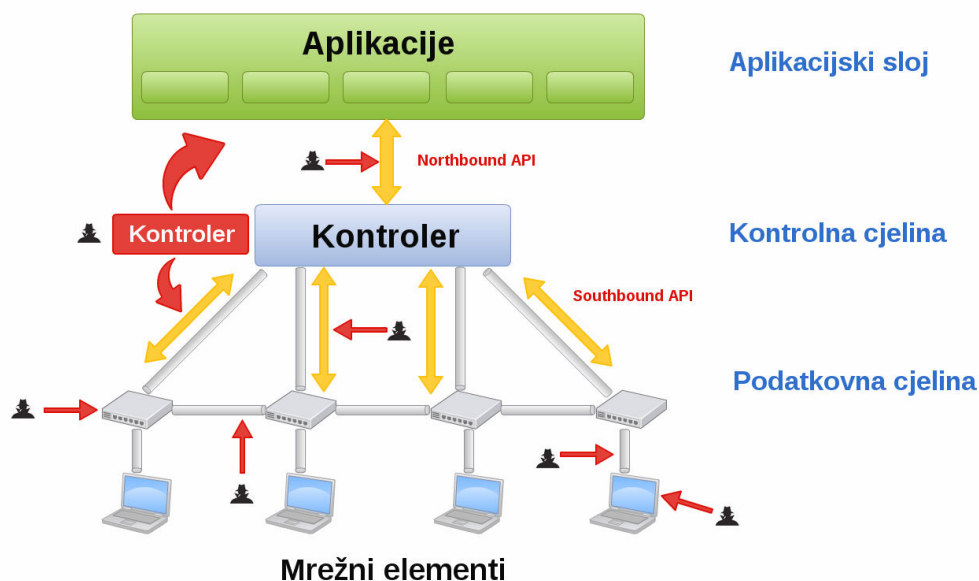 Aplikacije
Aplikacijski sloj
Northbound API
Kontroler
Kontroler
Kontrolna cjelina
Southbound API
Podatkovna cjelina
Mrežni elementi